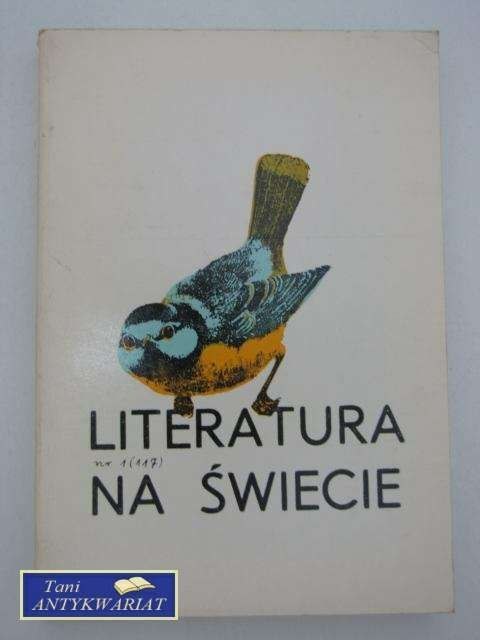 LITERATURA
nr 1 (117)
NA ŚWIECIE
Tani
ANTYKWARIAT